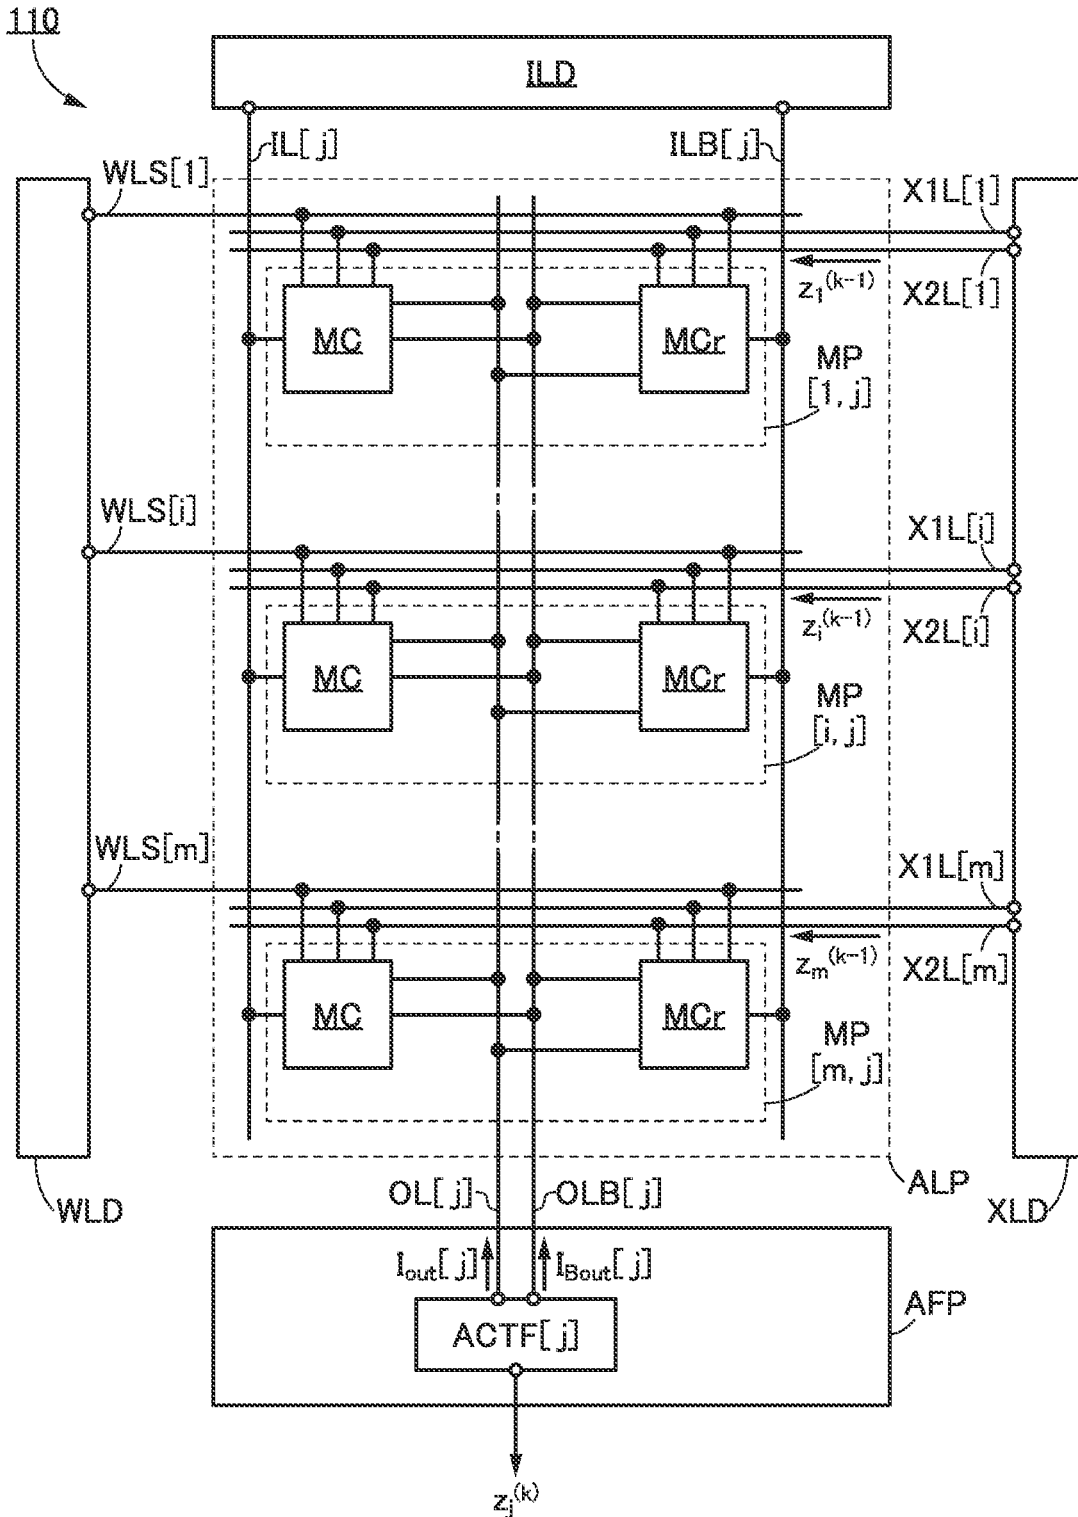 110
ILD
IL[j]
ILB[j]
WLS[1]
X1L[1]
z₁⁽ᵏ⁻¹⁾
X2L[1]
MC
MCr
MP
[1, j]
WLS[i]
X1L[i]
zᵢ⁽ᵏ⁻¹⁾
X2L[i]
MC
MCr
MP
[i, j]
WLS[m]
X1L[m]
zₘ⁽ᵏ⁻¹⁾
X2L[m]
MC
MCr
MP
[m, j]
WLD
OL[j]
OLB[j]
ALP
XLD
I_out[j]
I_Bout[j]
AFP
ACTF[j]
zⱼ⁽ᵏ⁾